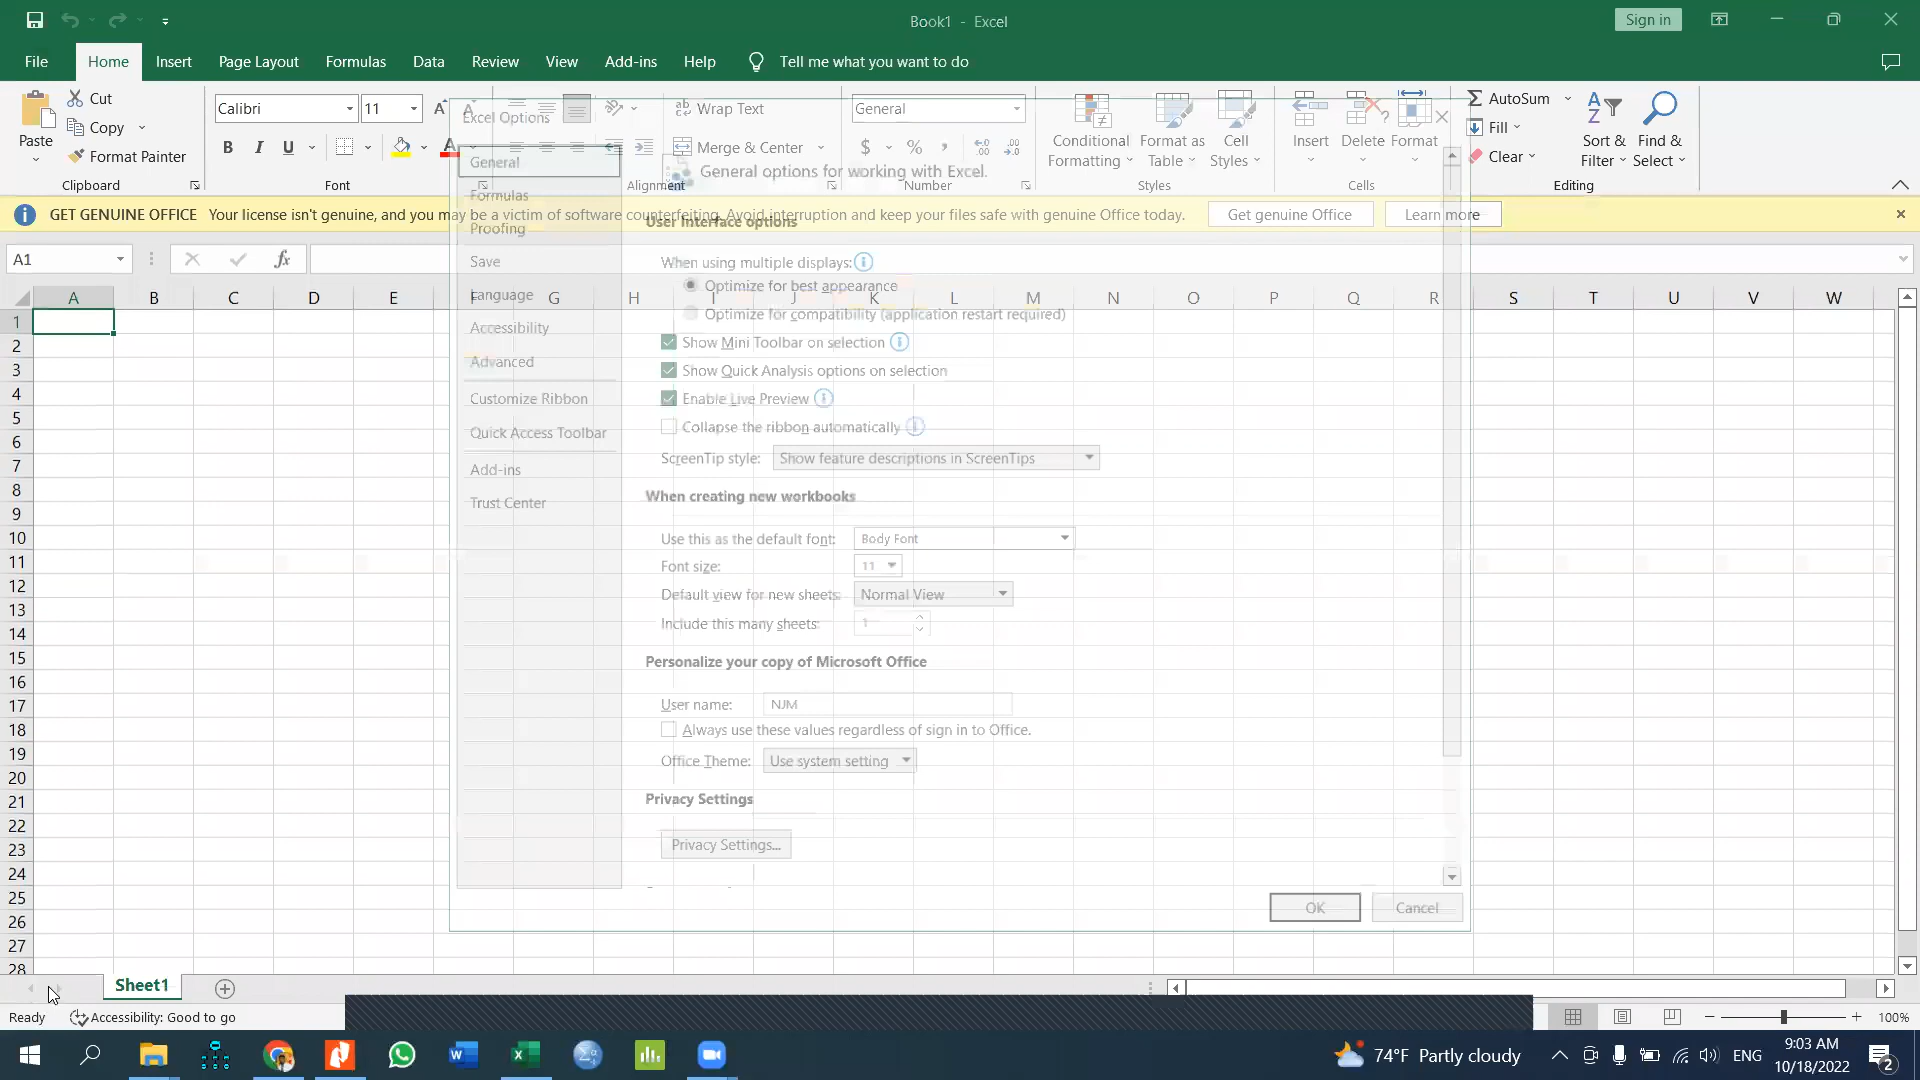 Book1 - Excel
Sign in
File Home Insert Page Layout Formulas Data Review View Add-ins Help Tell me what you want to do
Cut
Copy
Format Painter
Paste
Clipboard
Calibri 11
B I U
Font
Wrap Text
Merge & Center
Alignment
General
$ % ,
Number
Conditional Formatting
Format as Table
Cell Styles
Styles
Insert Delete Format
Cells
AutoSum
Fill
Clear
Sort & Filter
Find & Select
Editing
GET GENUINE OFFICE Your license isn't genuine, and you may be a victim of software counterfeiting. Avoid interruption and keep your files safe with genuine Office today. Get genuine Office Learn more
A1
fx
A B C D E F G H I J K L M N O P Q R S T U V W
1
2
3
4
5
6
7
8
9
10
11
12
13
14
15
16
17
18
19
20
21
22
23
24
25
26
27
28
Excel Options
General
Formulas
Proofing
Save
Language
Accessibility
Advanced
Customize Ribbon
Quick Access Toolbar
Add-ins
Trust Center
General options for working with Excel.
User Interface options
When using multiple displays:
Optimize for best appearance
Optimize for compatibility (application restart required)
Show Mini Toolbar on selection
Show Quick Analysis options on selection
Enable Live Preview
Collapse the ribbon automatically
ScreenTip style: Show feature descriptions in ScreenTips
When creating new workbooks
Use this as the default font: Body Font
Font size: 11
Default view for new sheets: Normal View
Include this many sheets: 1
Personalize your copy of Microsoft Office
User name: NJM
Always use these values regardless of sign in to Office.
Office Theme: Use system setting
Privacy Settings
Privacy Settings...
OK Cancel
Sheet1
Ready Accessibility: Good to go
100%
74°F Partly cloudy
ENG
9:03 AM
10/18/2022
2